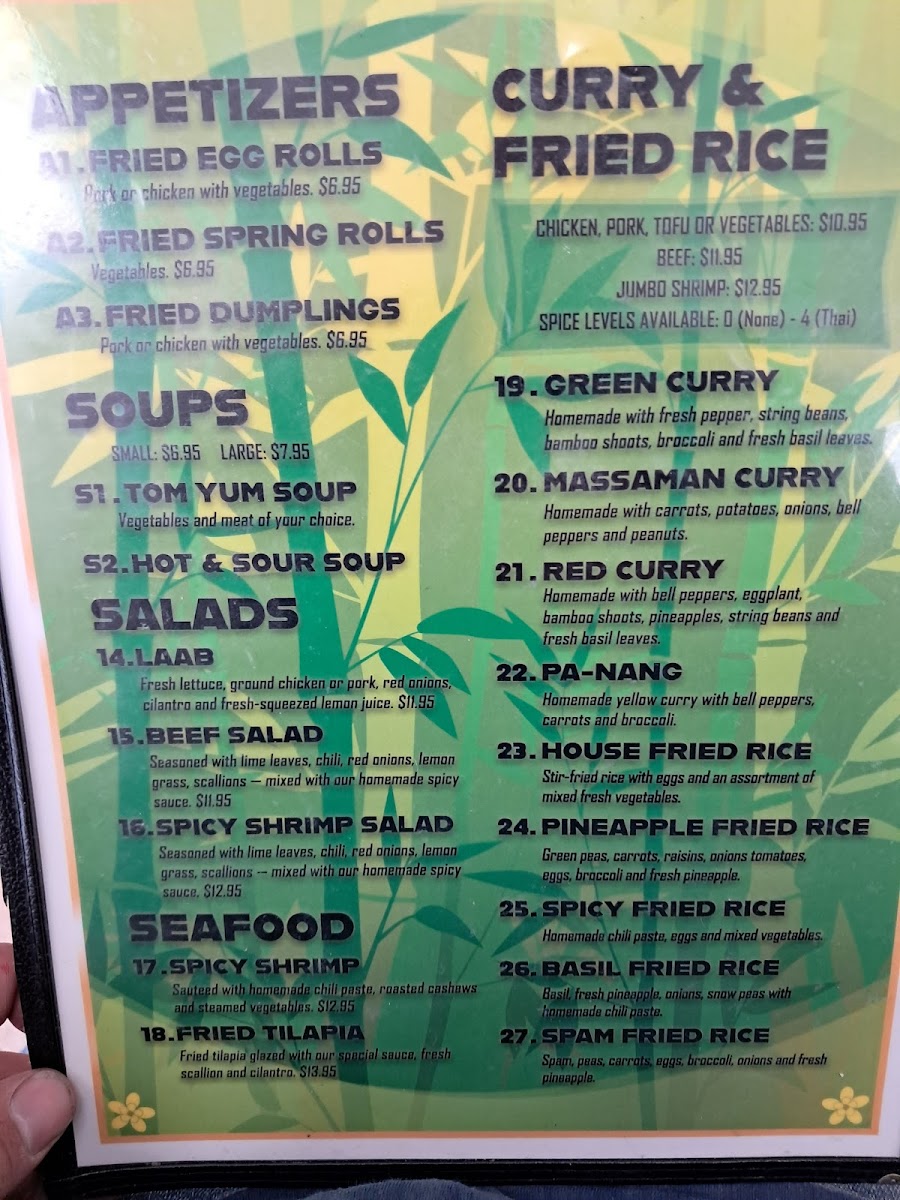 APPETIZERS
A1. FRIED EGG ROLLS
Pork or chicken with vegetables. $6.95
A2. FRIED SPRING ROLLS
Vegetables. $6.95
A3. FRIED DUMPLINGS
Pork or chicken with vegetables. $6.95
SOUPS
SMALL: $6.95 LARGE: $7.95
S1. TOM YUM SOUP
Vegetables and meat of your choice.
S2. HOT & SOUR SOUP
SALADS
14. LAAB
Fresh lettuce, ground chicken or pork, red onions,
cilantro and fresh-squeezed lemon juice. $11.95
15. BEEF SALAD
Seasoned with lime leaves, chili, red onions, lemon
grass, scallions — mixed with our homemade spicy
sauce. $11.95
16. SPICY SHRIMP SALAD
Seasoned with lime leaves, chili, red onions, lemon
grass, scallions -- mixed with our homemade spicy
sauce. $12.95
SEAFOOD
17. SPICY SHRIMP
Sauteed with homemade chili paste, roasted cashews
and steamed vegetables. $12.95
18. FRIED TILAPIA
Fried tilapia glazed with our special sauce, fresh
scallion and cilantro. $13.95
CURRY &
FRIED RICE
CHICKEN, PORK, TOFU OR VEGETABLES: $10.95
BEEF: $11.95
JUMBO SHRIMP: $12.95
SPICE LEVELS AVAILABLE: 0 (None) - 4 (Thai)
19. GREEN CURRY
Homemade with fresh pepper, string beans,
bamboo shoots, broccoli and fresh basil leaves.
20. MASSAMAN CURRY
Homemade with carrots, potatoes, onions, bell
peppers and peanuts.
21. RED CURRY
Homemade with bell peppers, eggplant,
bamboo shoots, pineapples, string beans and
fresh basil leaves.
22. PA-NANG
Homemade yellow curry with bell peppers,
carrots and broccoli.
23. HOUSE FRIED RICE
Stir-fried rice with eggs and an assortment of
mixed fresh vegetables.
24. PINEAPPLE FRIED RICE
Green peas, carrots, raisins, onions tomatoes,
eggs, broccoli and fresh pineapple.
25. SPICY FRIED RICE
Homemade chili paste, eggs and mixed vegetables.
26. BASIL FRIED RICE
Basil, fresh pineapple, onions, snow peas with
homemade chili paste.
27. SPAM FRIED RICE
Spam, peas, carrots, eggs, broccoli, onions and fresh
pineapple.